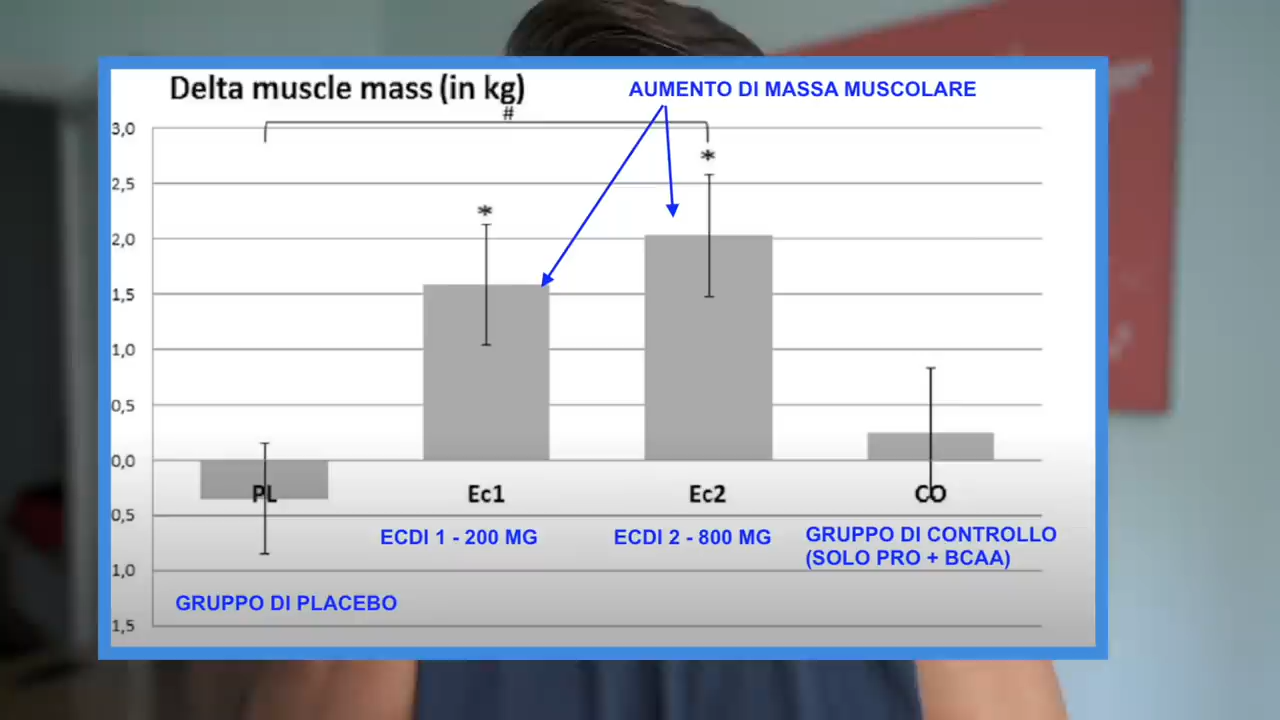 Delta muscle mass (in kg)
AUMENTO DI MASSA MUSCOLARE
#
3,0
*
2,5
*
2,0
1,5
1,0
0,5
0,0
PL
Ec1
Ec2
CO
0,5
ECDI 1 - 200 MG
ECDI 2 - 800 MG
GRUPPO DI CONTROLLO
(SOLO PRO + BCAA)
1,0
GRUPPO DI PLACEBO
1,5